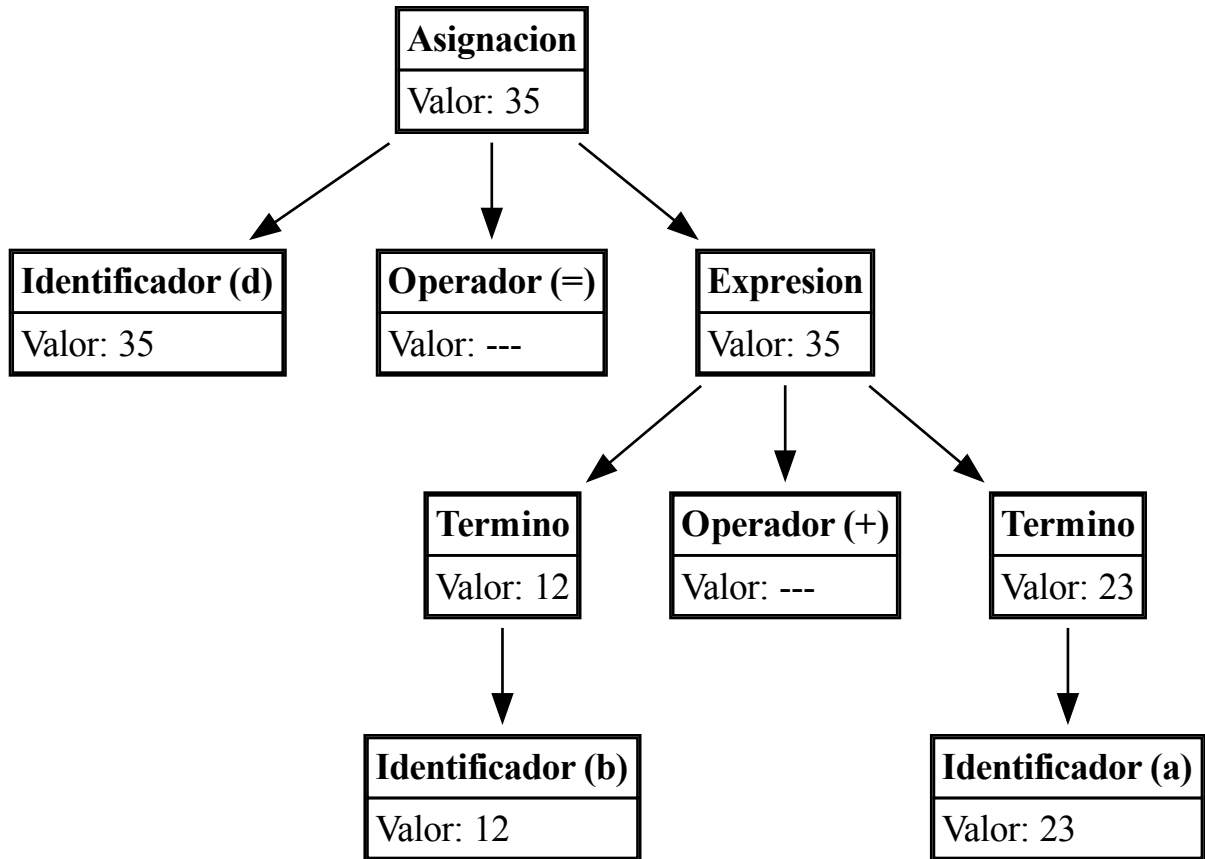 Asignacion
Valor: 35
Identificador (d)
Valor: 35
Operador (=)
Valor: ---
Expresion
Valor: 35
Termino
Valor: 12
Operador (+)
Valor: ---
Termino
Valor: 23
Identificador (b)
Valor: 12
Identificador (a)
Valor: 23